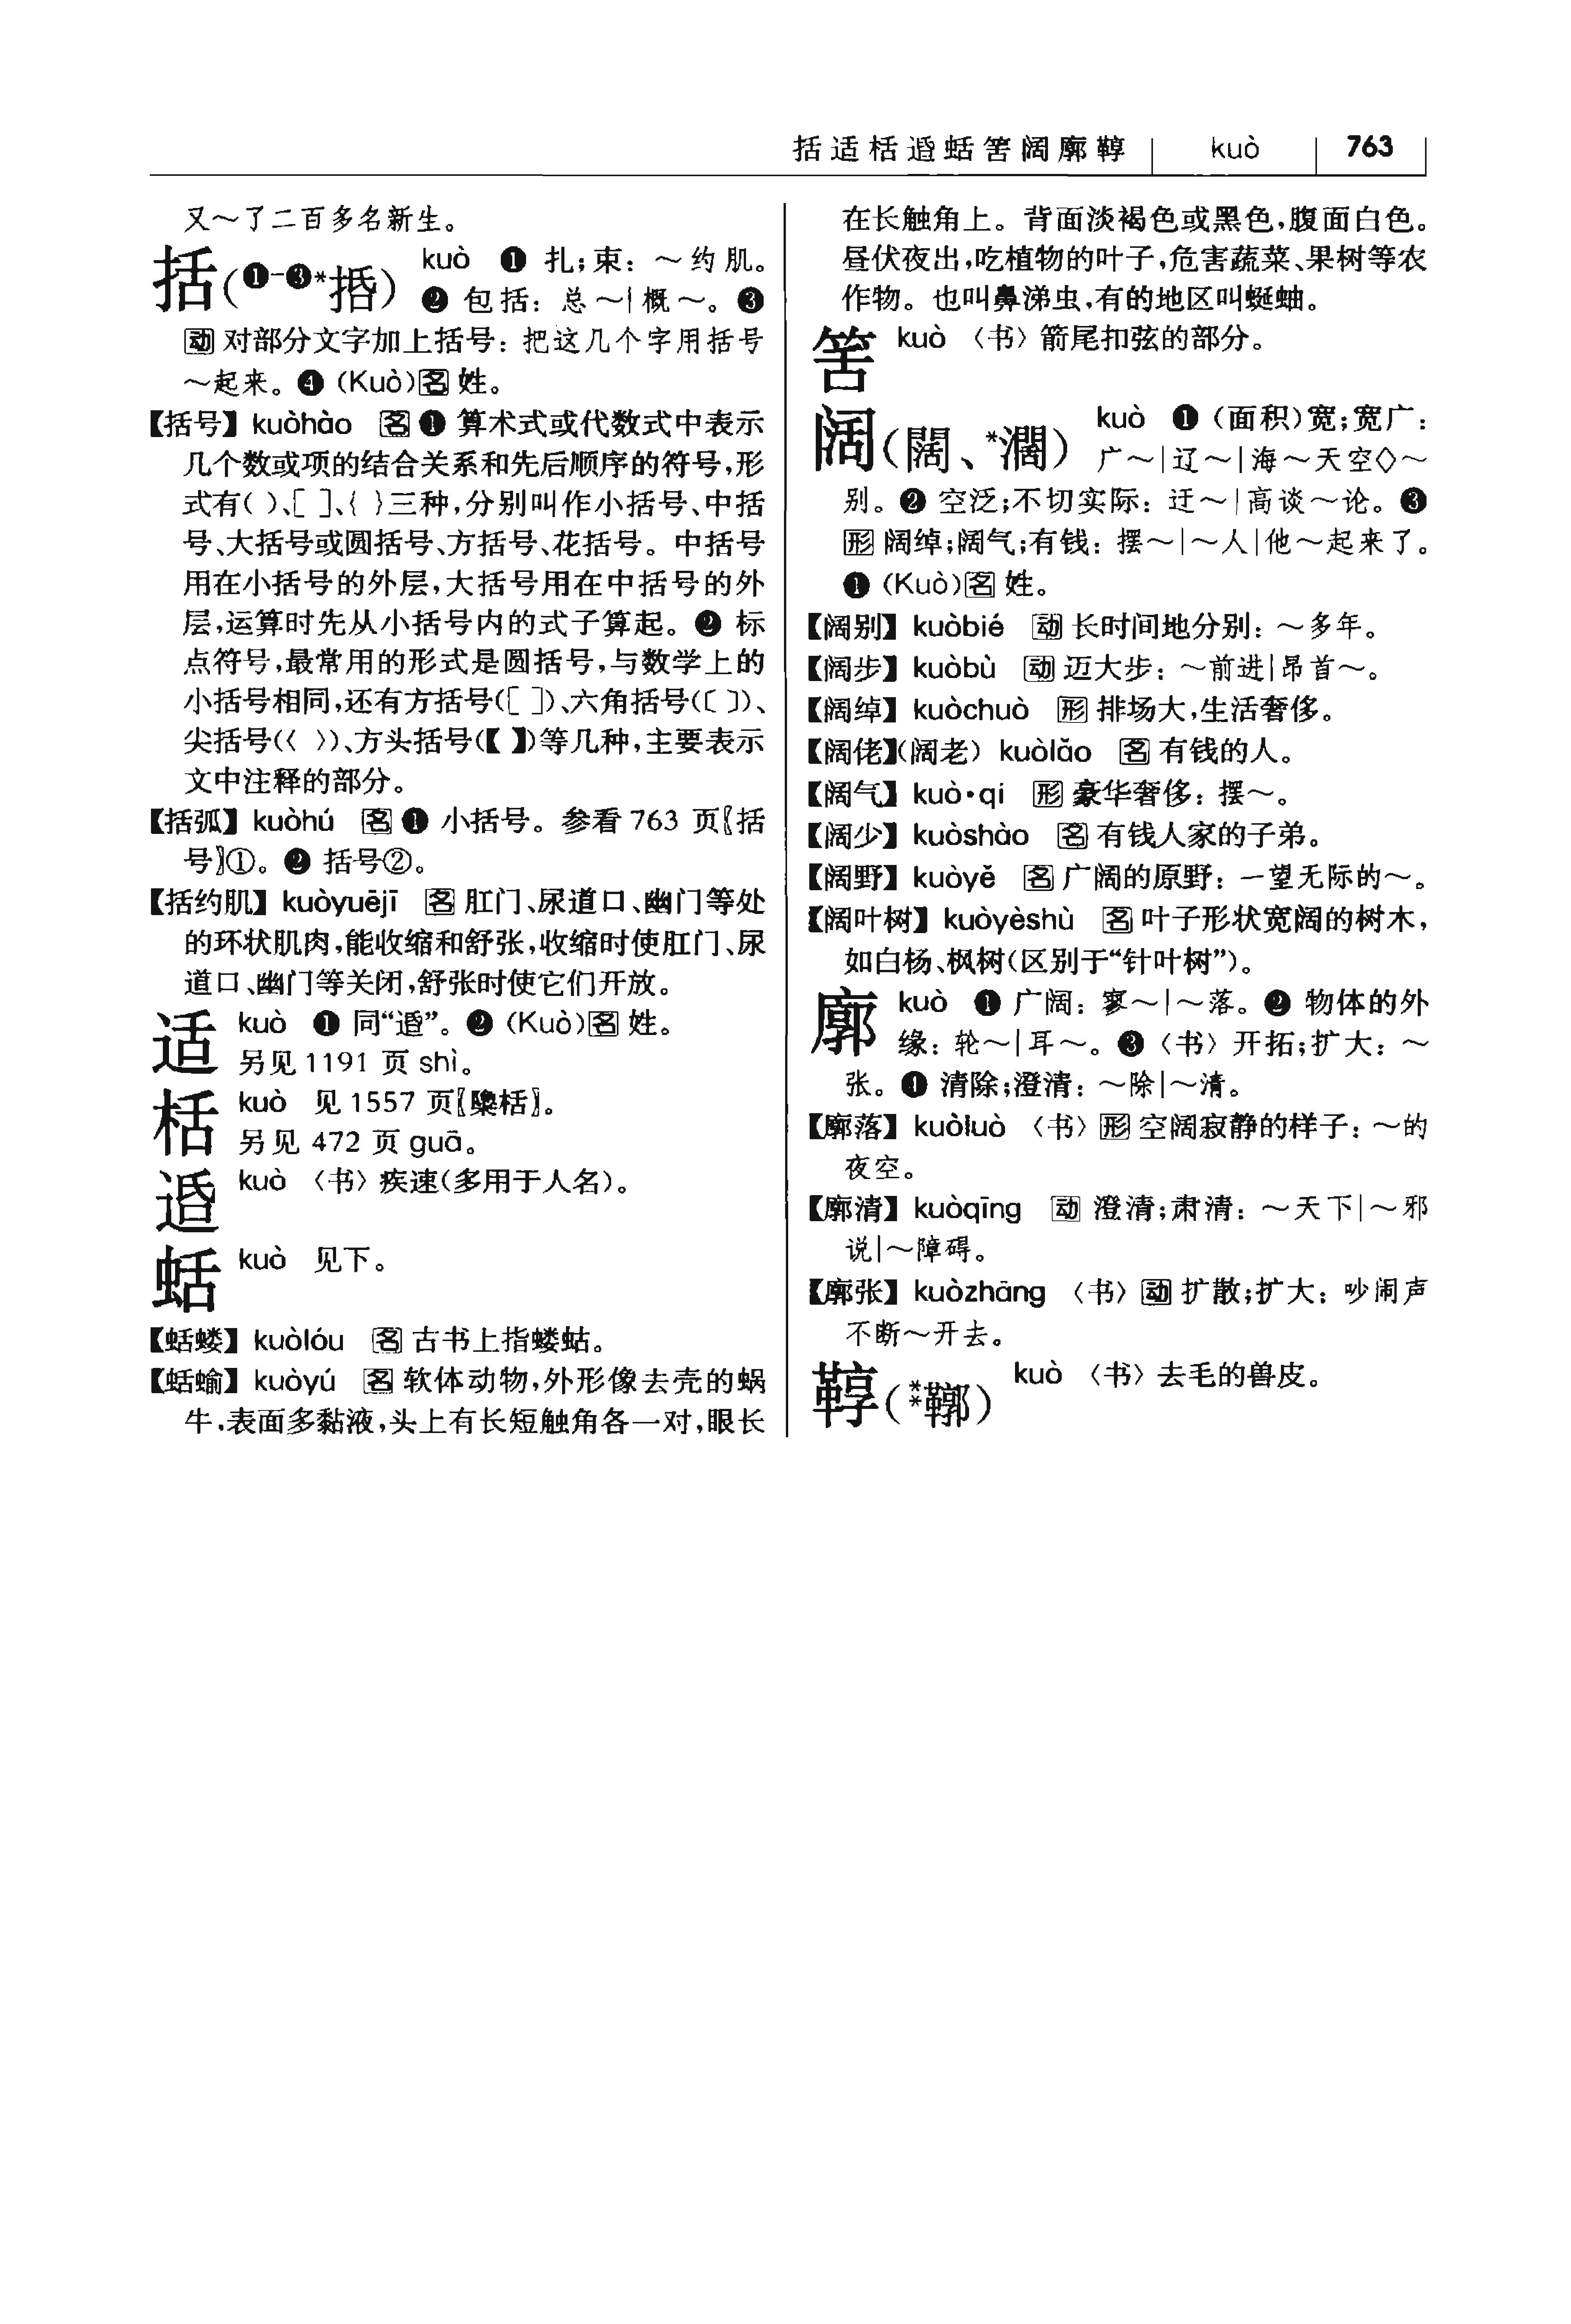 括适栝逜蛞筈阔廓鞟 kuò 763
又～了二百多名新生。
括(❶-❸*搘) kuò ❶ 扎;束：～约肌。
❷ 包括：总～|概～。❸
动 对部分文字加上括号：把这几个字用括号
～起来。❹ (Kuò)名 姓。
【括号】kuòhào 名 ❶ 算术式或代数式中表示
几个数或项的结合关系和先后顺序的符号,形
式有( )、[ ]、{ }三种,分别叫作小括号、中括
号、大括号或圆括号、方括号、花括号。中括号
用在小括号的外层,大括号用在中括号的外
层,运算时先从小括号内的式子算起。❷ 标
点符号,最常用的形式是圆括号,与数学上的
小括号相同,还有方括号([ ])、六角括号(〔 〕)、
尖括号(〈 〉)、方头括号(【 】)等几种,主要表示
文中注释的部分。
【括弧】kuòhú 名 ❶ 小括号。参看 763 页〖括
号〗①。❷ 括号②。
【括约肌】kuòyuējī 名 肛门、尿道口、幽门等处
的环状肌肉,能收缩和舒张,收缩时使肛门、尿
道口、幽门等关闭,舒张时使它们开放。
适 kuò ❶ 同“𨓈”。❷ (Kuò)名 姓。
另见 1191 页 shì。
栝 kuò 见 1557 页〖檃栝〗。
另见 472 页 guā。
𨓈 kuò 〈书〉疾速(多用于人名)。
蛞 kuò 见下。
【蛞蝼】kuòlóu 名 古书上指蝼蛄。
【蛞蝓】kuòyú 名 软体动物,外形像去壳的蜗
牛,表面多黏液,头上有长短触角各一对,眼长
在长触角上。背面淡褐色或黑色,腹面白色。
昼伏夜出,吃植物的叶子,危害蔬菜、果树等农
作物。也叫鼻涕虫,有的地区叫蜒蚰。
筈 kuò 〈书〉箭尾扣弦的部分。
阔(闊、*濶) kuò ❶ (面积)宽;宽广：
广～|辽～|海～天空◇～
别。❷ 空泛;不切实际：迂～|高谈～论。❸
形 阔绰;阔气;有钱：摆～|～人|他～起来了。
❹ (Kuò)名 姓。
【阔别】kuòbié 动 长时间地分别：～多年。
【阔步】kuòbù 动 迈大步：～前进|昂首～。
【阔绰】kuòchuò 形 排场大,生活奢侈。
【阔佬】(阔老) kuòlǎo 名 有钱的人。
【阔气】kuò·qi 形 豪华奢侈：摆～。
【阔少】kuòshào 名 有钱人家的子弟。
【阔野】kuòyě 名 广阔的原野：一望无际的～。
【阔叶树】kuòyèshù 名 叶子形状宽阔的树木,
如白杨、枫树(区别于“针叶树”)。
廓 kuò ❶ 广阔：寥～|～落。❷ 物体的外
缘：轮～|耳～。❸〈书〉开拓;扩大：～
张。❹ 清除;澄清：～除|～清。
【廓落】kuòluò 〈书〉形 空阔寂静的样子：～的
夜空。
【廓清】kuòqīng 动 澄清;肃清：～天下|～邪
说|～障碍。
【廓张】kuòzhāng 〈书〉动 扩散;扩大：吵闹声
不断～开去。
鞟(**鞹) kuò 〈书〉去毛的兽皮。